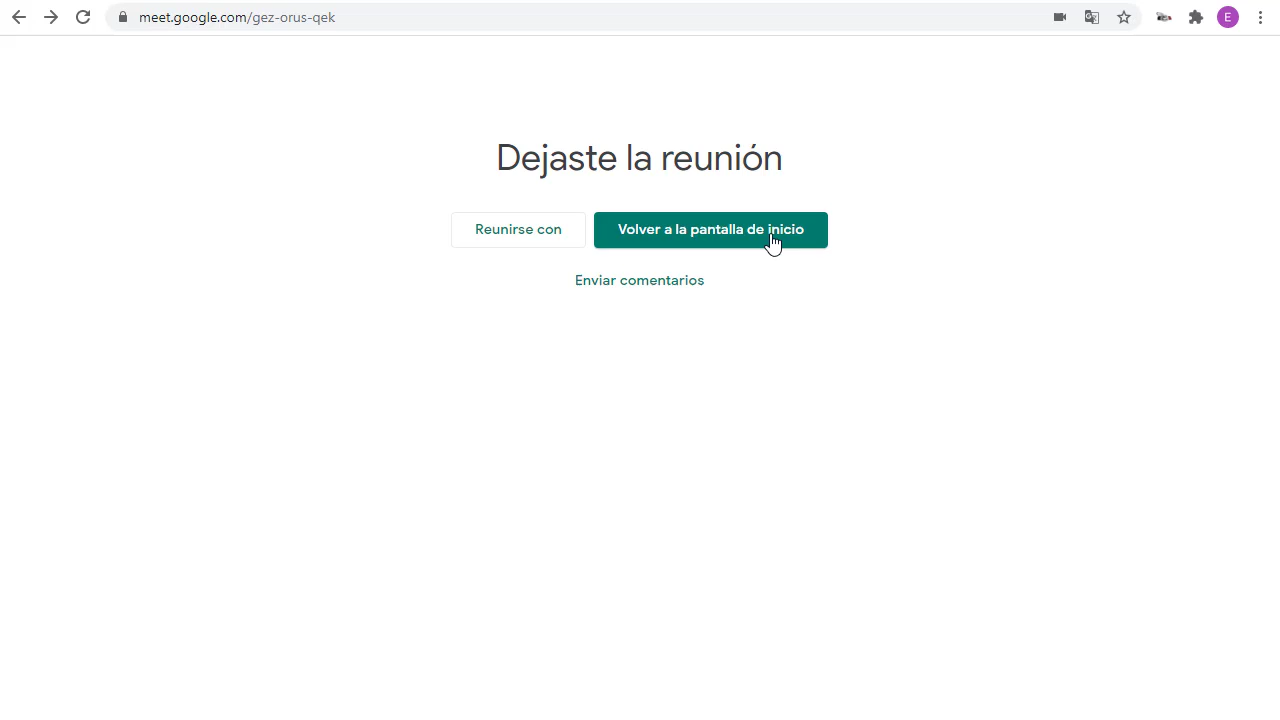 meet.google.com/gez-orus-qek
E
Dejaste la reunión
Reunirse con
Volver a la pantalla de inicio
Enviar comentarios